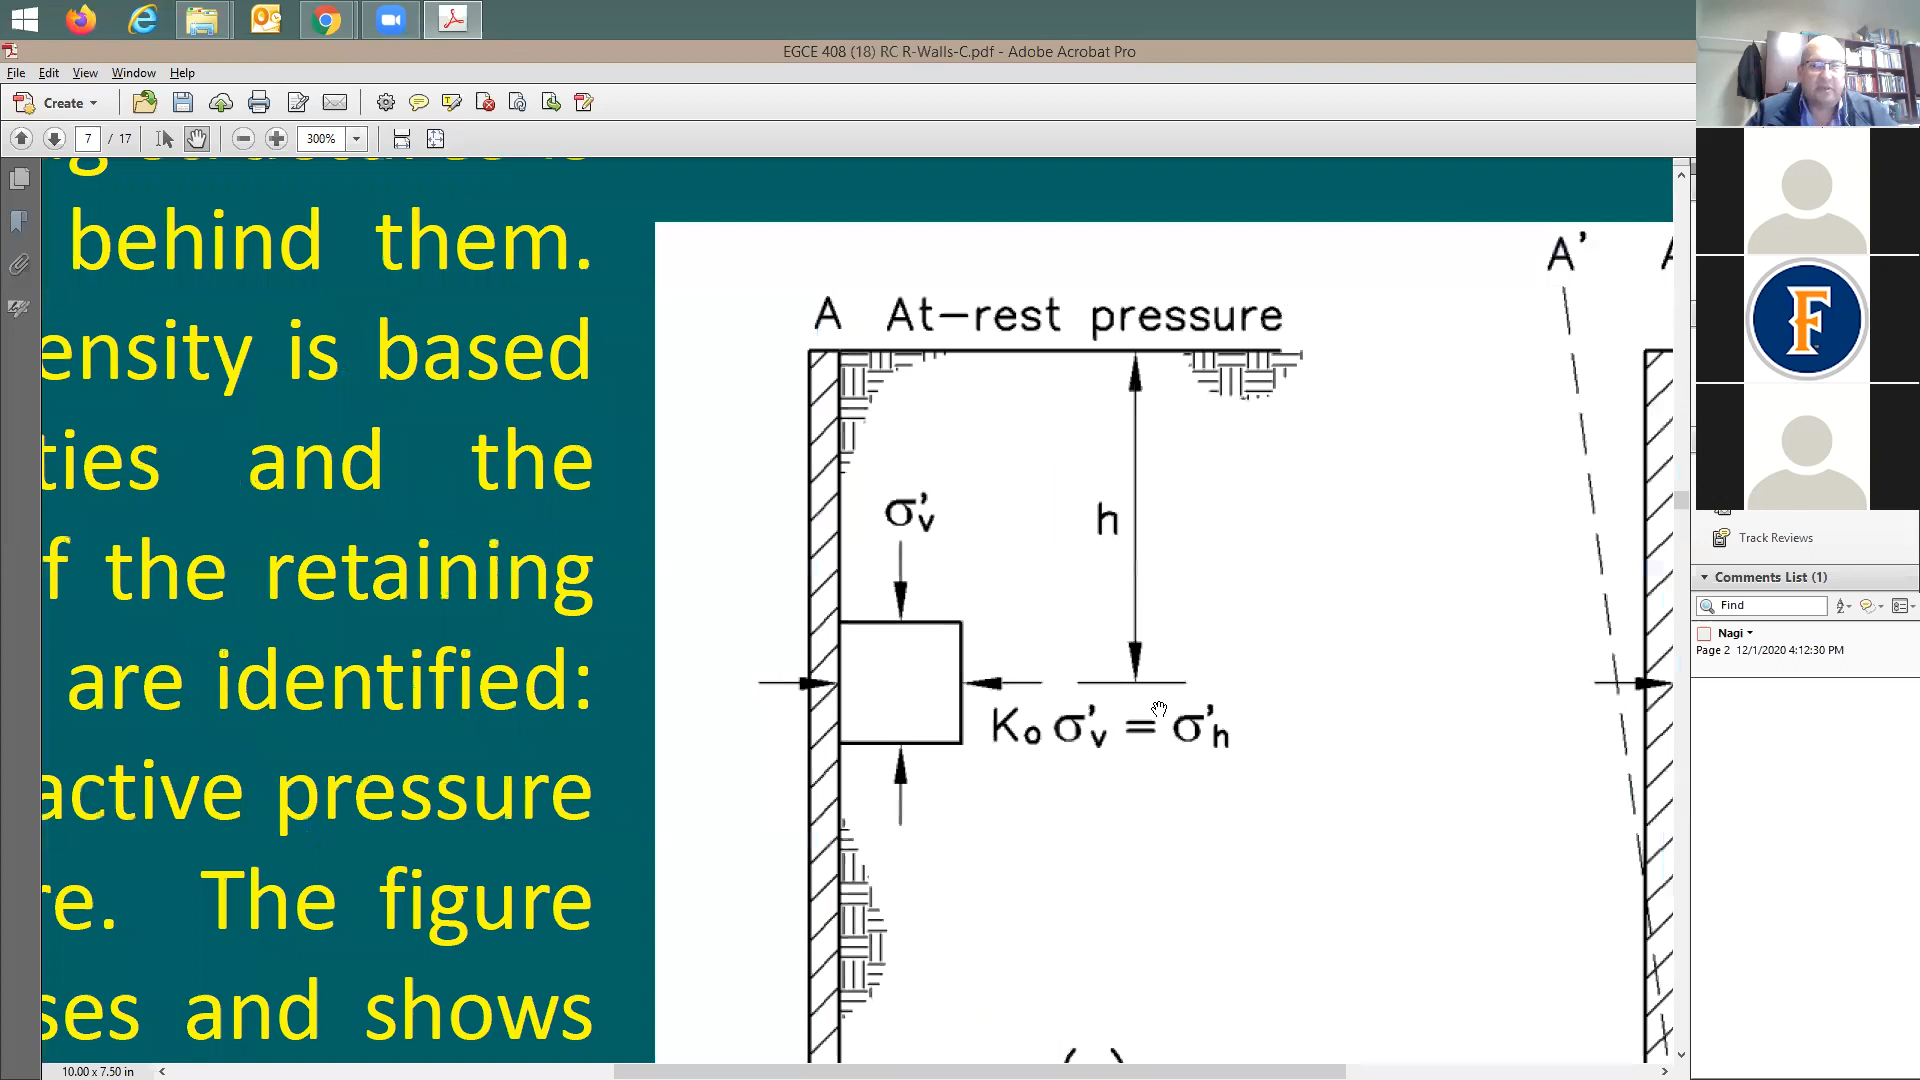 EGCE 408 (18) RC R-Walls-C.pdf - Adobe Acrobat Pro
File Edit View Window Help
Create
7 / 17
300%
behind them.
ensity is based
ties and the
f the retaining
are identified:
active pressure
re. The figure
ses and shows
A At-rest pressure
A'
σ'v
h
Ko σ'v = σ'h
F
Track Reviews
Comments List (1)
Find
Nagi
Page 2 12/1/2020 4:12:30 PM
10.00 x 7.50 in